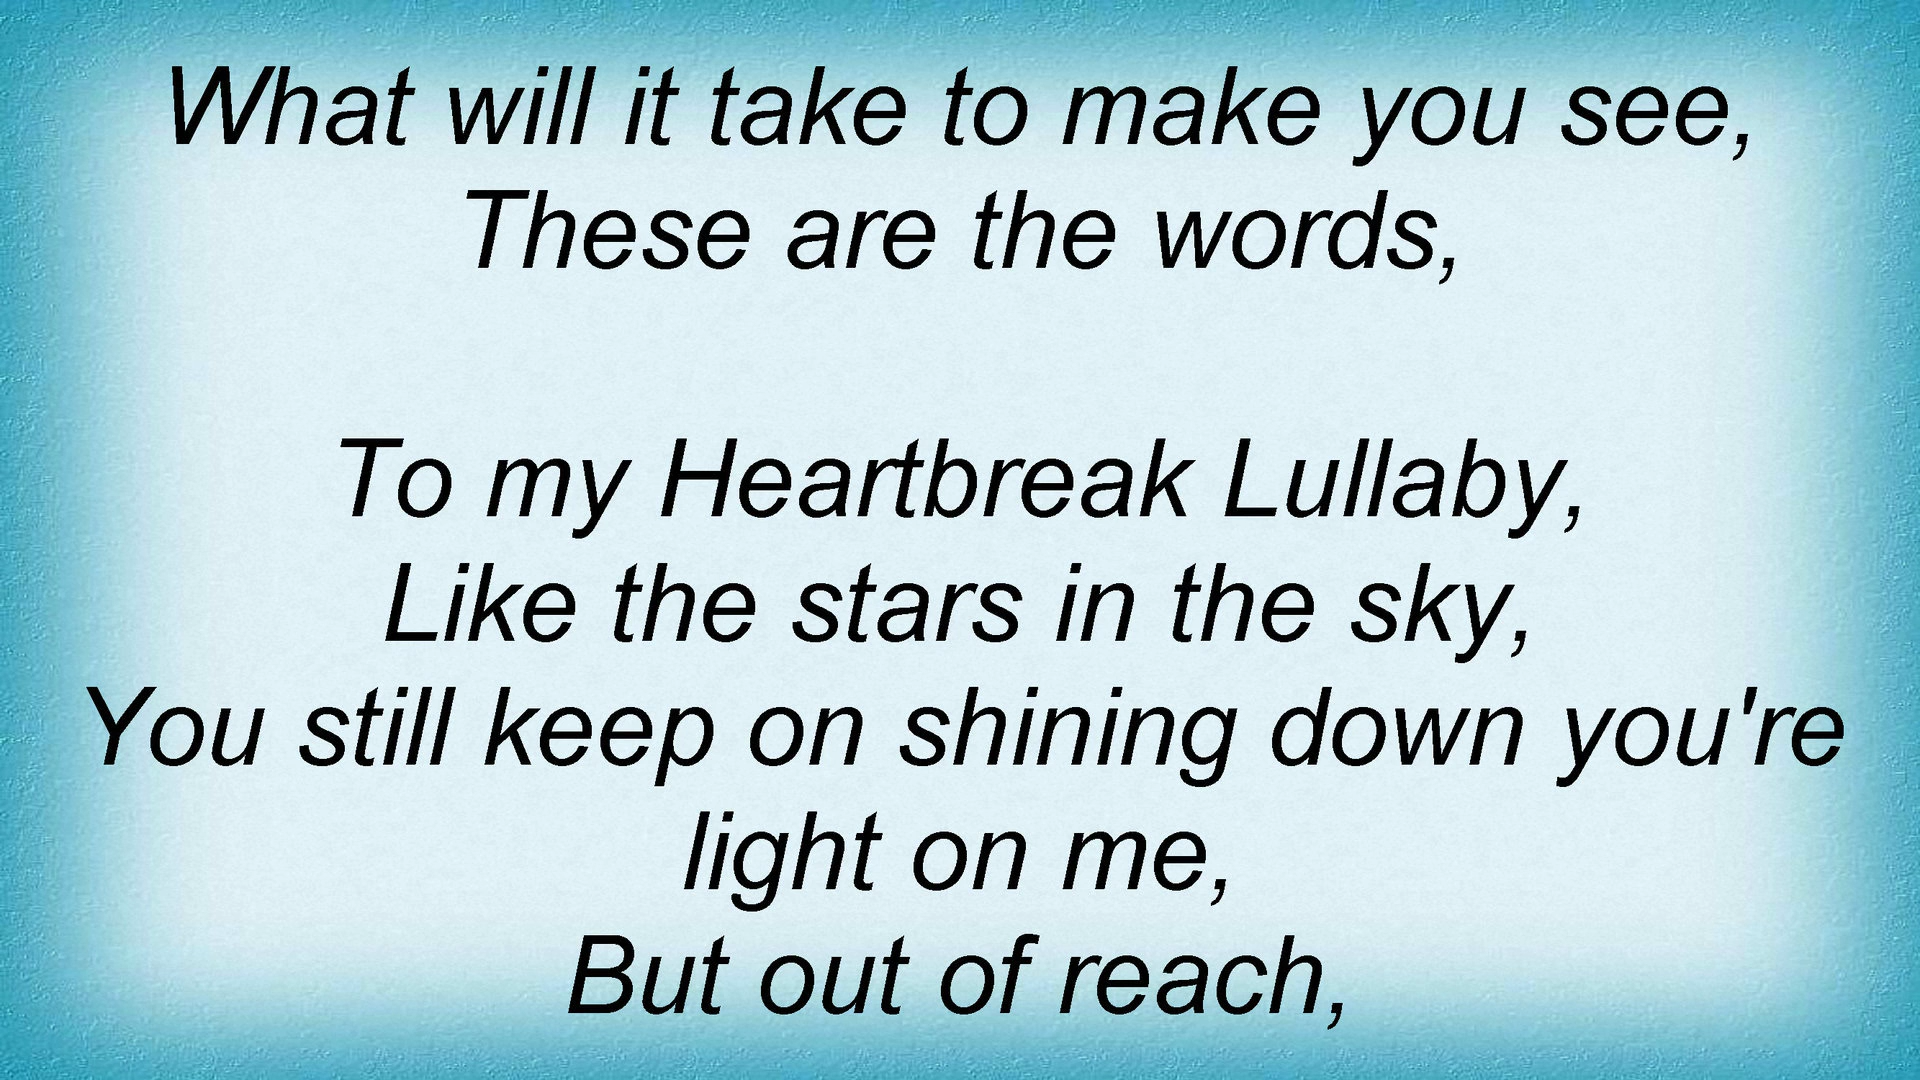 What will it take to make you see,
These are the words,
To my Heartbreak Lullaby,
Like the stars in the sky,
You still keep on shining down you're
light on me,
But out of reach,